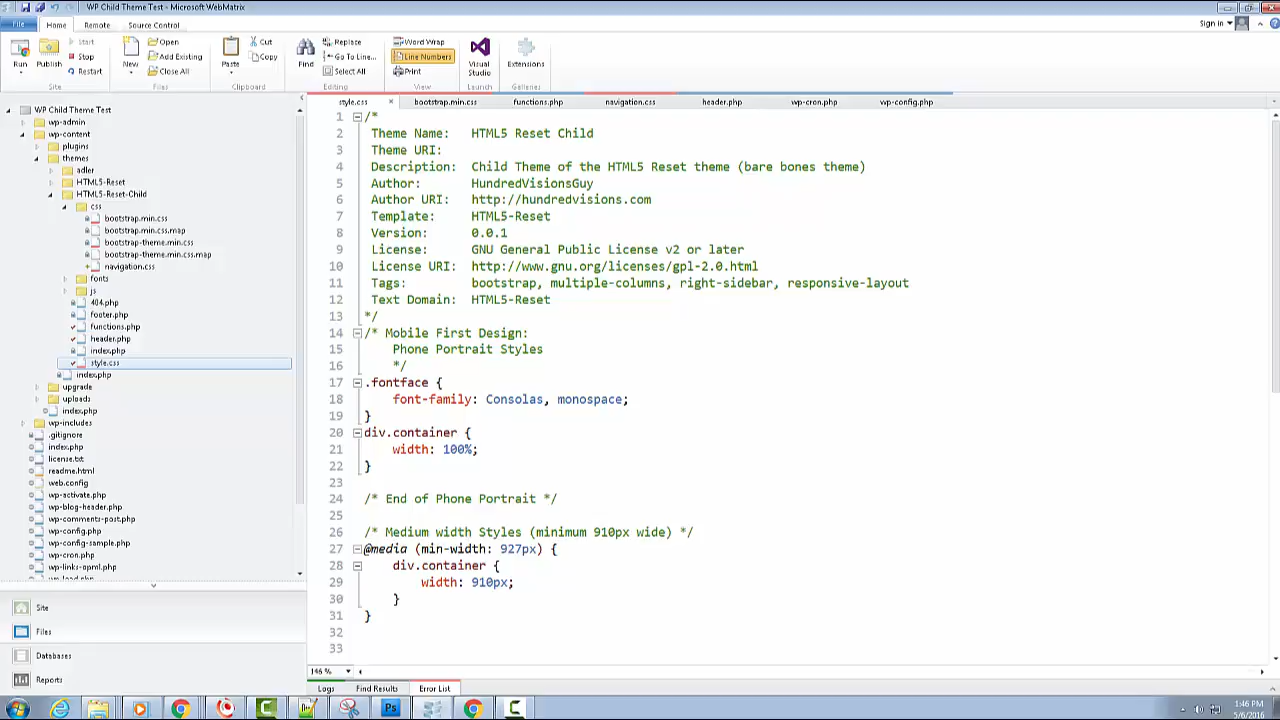 WP Child Theme Test - Microsoft WebMatrix
File
Home
Remote
Source Control
Sign in
Run
Publish
Start
Stop
Restart
Site
New
Open
Add Existing
Close All
Files
Paste
Cut
Copy
Clipboard
Find
Replace
Go To Line...
Select All
Editing
Word Wrap
Line Numbers
Print
View
Visual Studio
Launch
Extensions
Galleries
WP Child Theme Test
wp-admin
wp-content
plugins
themes
adler
HTML5-Reset
HTML5-Reset-Child
css
bootstrap.min.css
bootstrap.min.css.map
bootstrap-theme.min.css
bootstrap-theme.min.css.map
navigation.css
fonts
js
404.php
footer.php
functions.php
header.php
index.php
style.css
index.php
upgrade
uploads
index.php
wp-includes
.gitignore
index.php
license.txt
readme.html
web.config
wp-activate.php
wp-blog-header.php
wp-comments-post.php
wp-config.php
wp-config-sample.php
wp-cron.php
wp-links-opml.php
wp-load.php
Site
Files
Databases
Reports
style.css × bootstrap.min.css functions.php navigation.css header.php wp-cron.php wp-config.php
1 /*
2 Theme Name: HTML5 Reset Child
3 Theme URI:
4 Description: Child Theme of the HTML5 Reset theme (bare bones theme)
5 Author: HundredVisionsGuy
6 Author URI: http://hundredvisions.com
7 Template: HTML5-Reset
8 Version: 0.0.1
9 License: GNU General Public License v2 or later
10 License URI: http://www.gnu.org/licenses/gpl-2.0.html
11 Tags: bootstrap, multiple-columns, right-sidebar, responsive-layout
12 Text Domain: HTML5-Reset
13 */
14 /* Mobile First Design:
15 Phone Portrait Styles
16 */
17 .fontface {
18 font-family: Consolas, monospace;
19 }
20 div.container {
21 width: 100%;
22 }
23
24 /* End of Phone Portrait */
25
26 /* Medium width Styles (minimum 910px wide) */
27 @media (min-width: 927px) {
28 div.container {
29 width: 910px;
30 }
31 }
32
33
146 %
Logs Find Results Error List
Ps
1:46 PM
5/6/2016